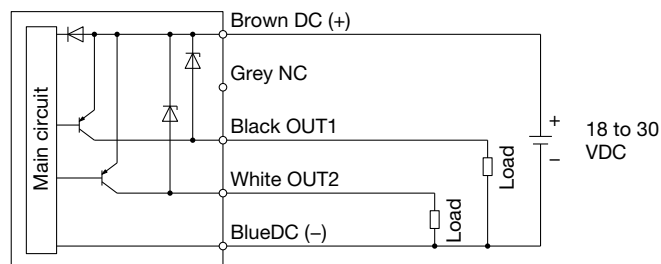 Brown DC (+)
Grey NC
Main circuit
Black OUT1
+
18 to 30
VDC
–
Load
White OUT2
Load
BlueDC (–)